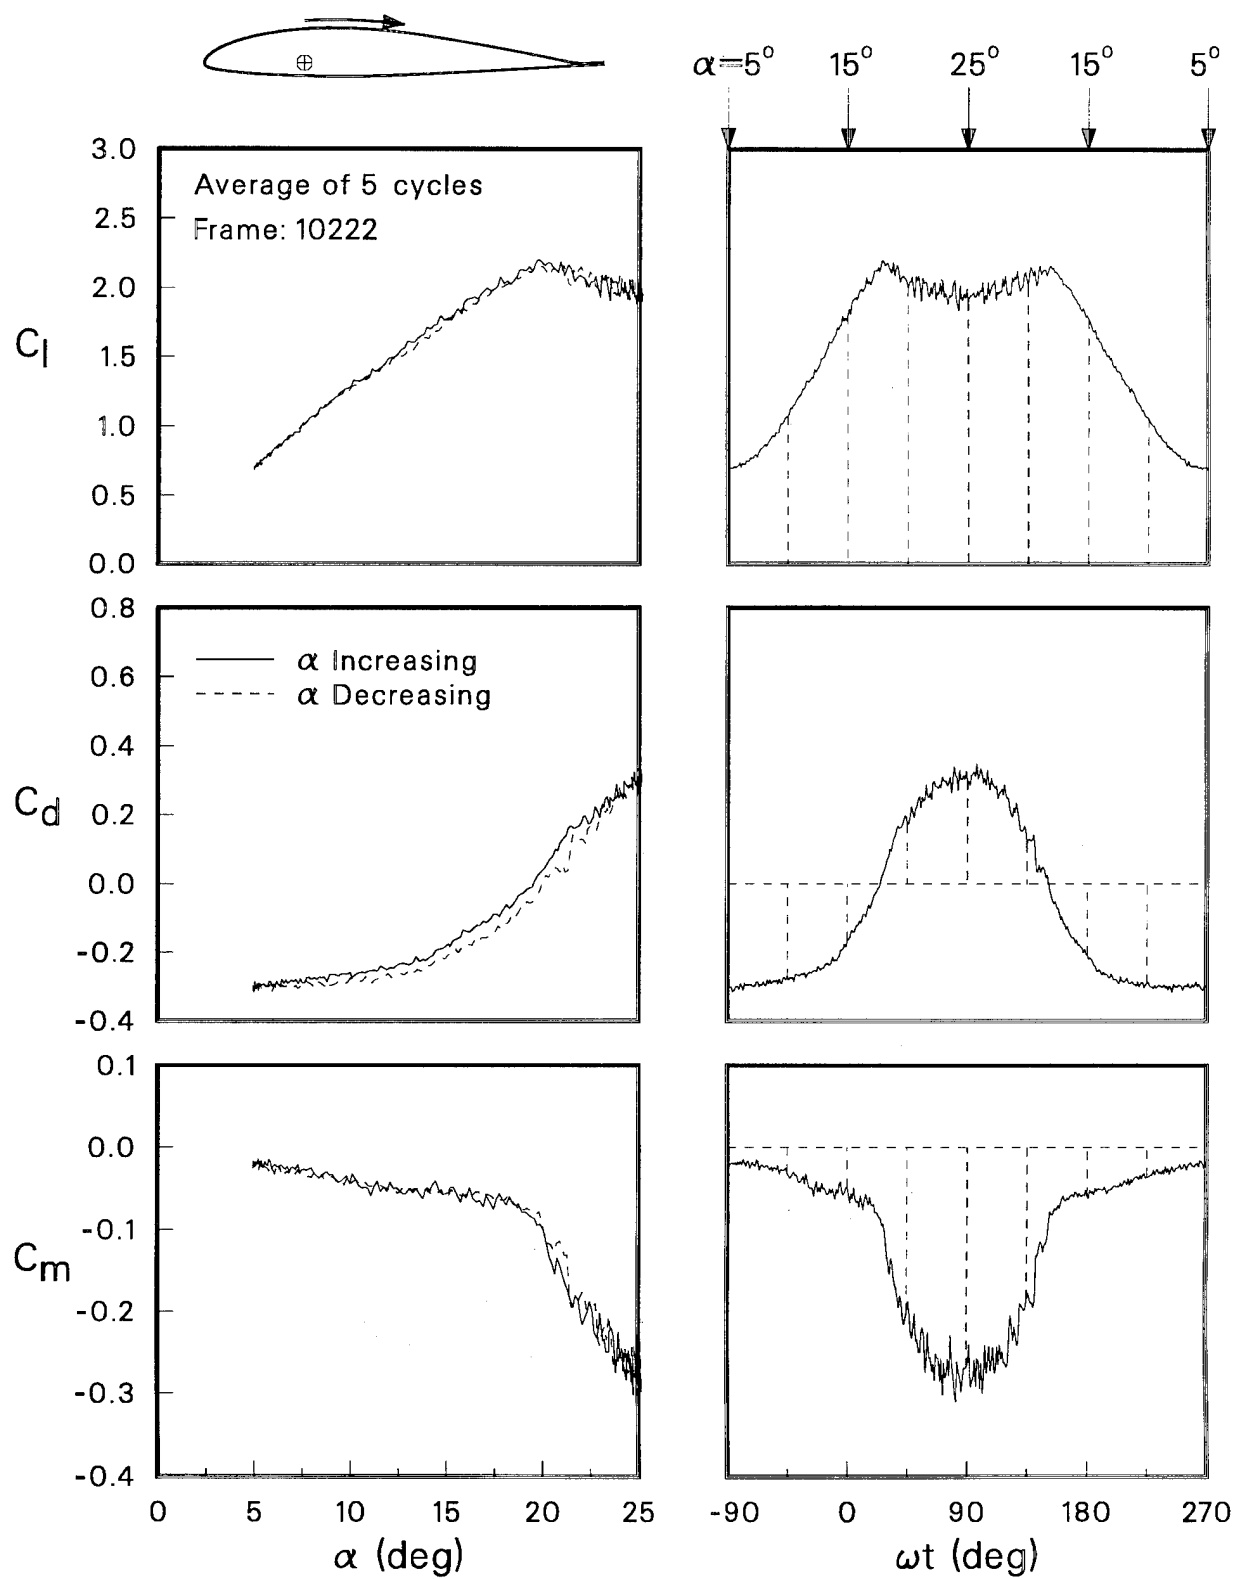 α=5° 15° 25° 15° 5°
3.0
Average of 5 cycles
2.5
Frame: 10222
2.0
Cl
1.5
1.0
0.5
0.0
0.8
α Increasing
0.6
α Decreasing
0.4
Cd
0.2
0.0
-0.2
-0.4
0.1
0.0
-0.1
Cm
-0.2
-0.3
-0.4
0 5 10 15 20 25
α (deg)
-90 0 90 180 270
ωt (deg)